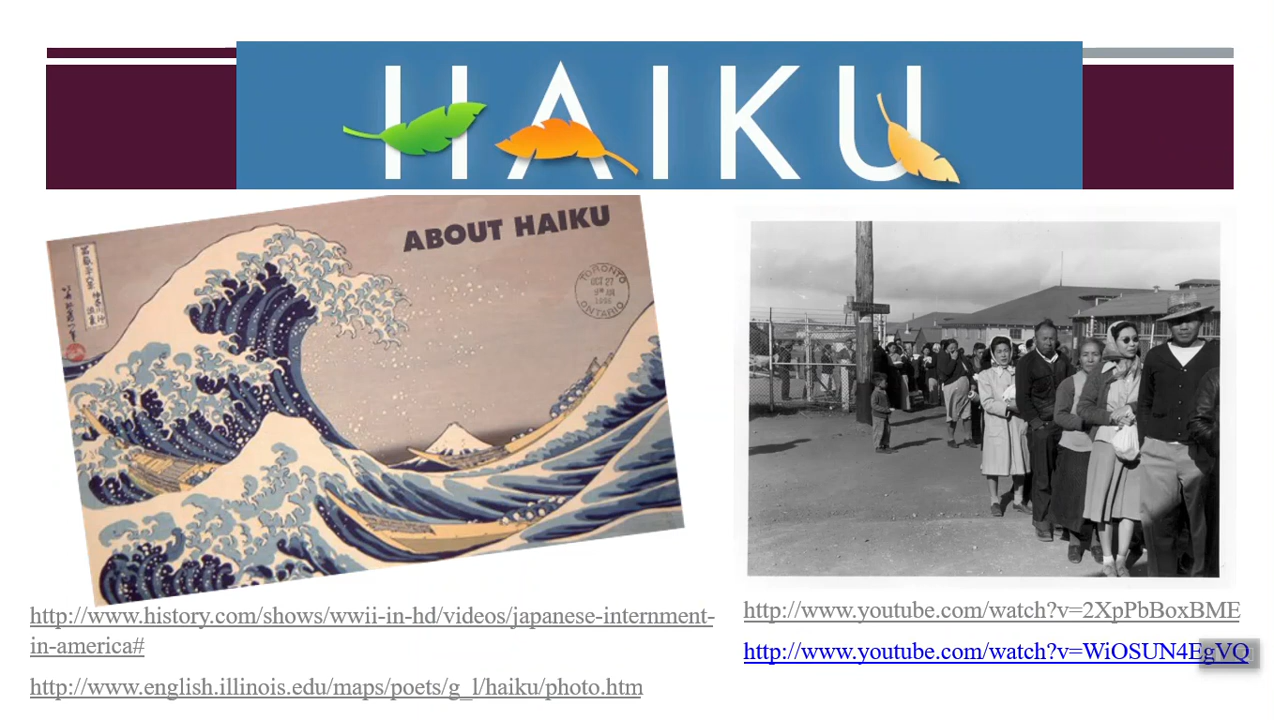 HAIKU
ABOUT HAIKU
TORONTO
OCT 27
ONTARIO
http://www.history.com/shows/wwii-in-hd/videos/japanese-internment-
in-america#
http://www.english.illinois.edu/maps/poets/g_l/haiku/photo.htm
http://www.youtube.com/watch?v=2XpPbBoxBME
http://www.youtube.com/watch?v=WiOSUN4EgVQ